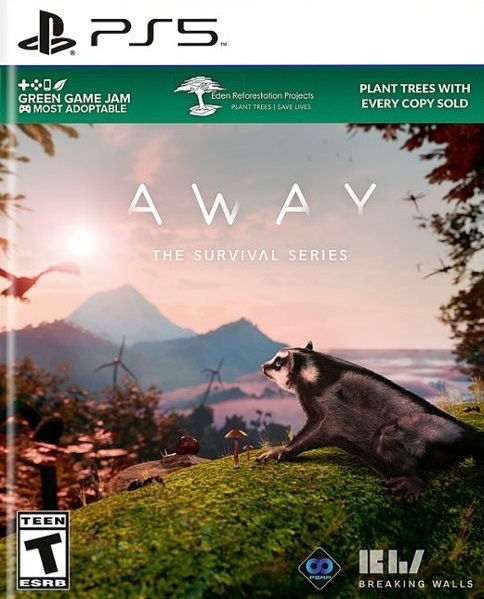 PS5
GREEN GAME JAM
MOST ADOPTABLE
Eden Reforestation Projects
PLANT TREES | SAVE LIVES
PLANT TREES WITH
EVERY COPY SOLD
AWAY
THE SURVIVAL SERIES
TEEN
T
ESRB
PERP
BREAKING WALLS